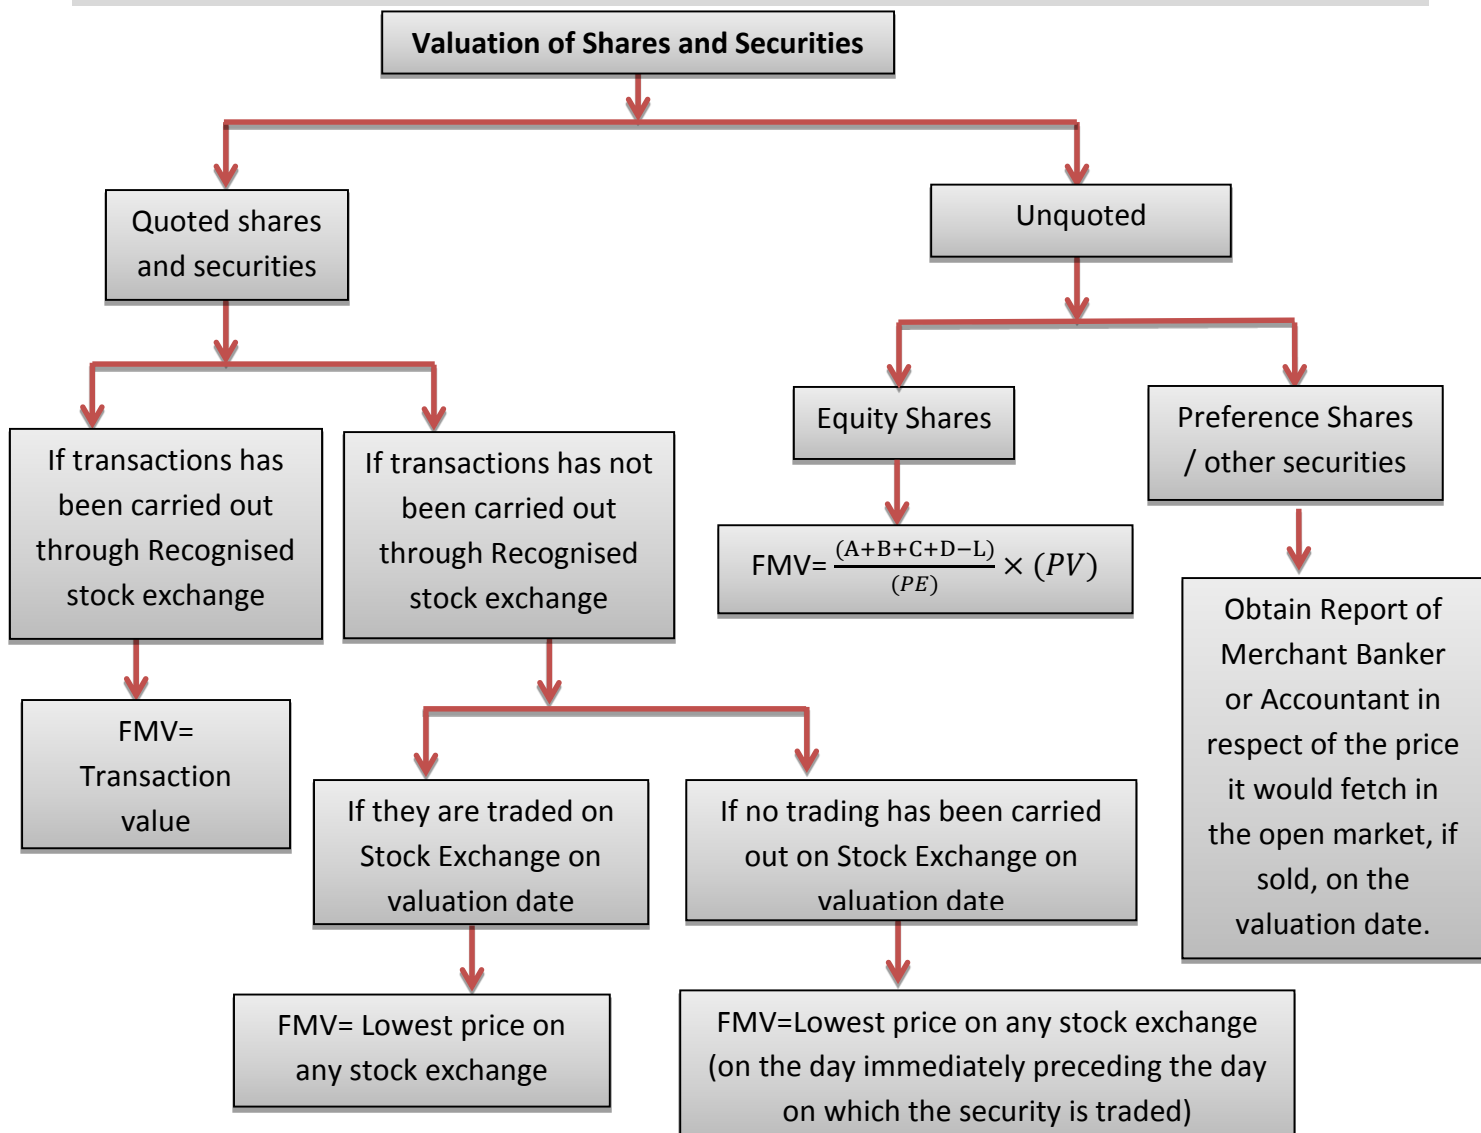 Valuation of Shares and Securities
Quoted shares
and securities
Unquoted
If transactions has
been carried out
through Recognised
stock exchange
If transactions has not
been carried out
through Recognised
stock exchange
Equity Shares
Preference Shares
/ other securities
FMV= (A+B+C+D−L)/(PE) × (PV)
Obtain Report of
Merchant Banker
or Accountant in
respect of the price
it would fetch in
the open market, if
sold, on the
valuation date.
FMV=
Transaction
value
If they are traded on
Stock Exchange on
valuation date
If no trading has been carried
out on Stock Exchange on
valuation date
FMV= Lowest price on
any stock exchange
FMV=Lowest price on any stock exchange
(on the day immediately preceding the day
on which the security is traded)